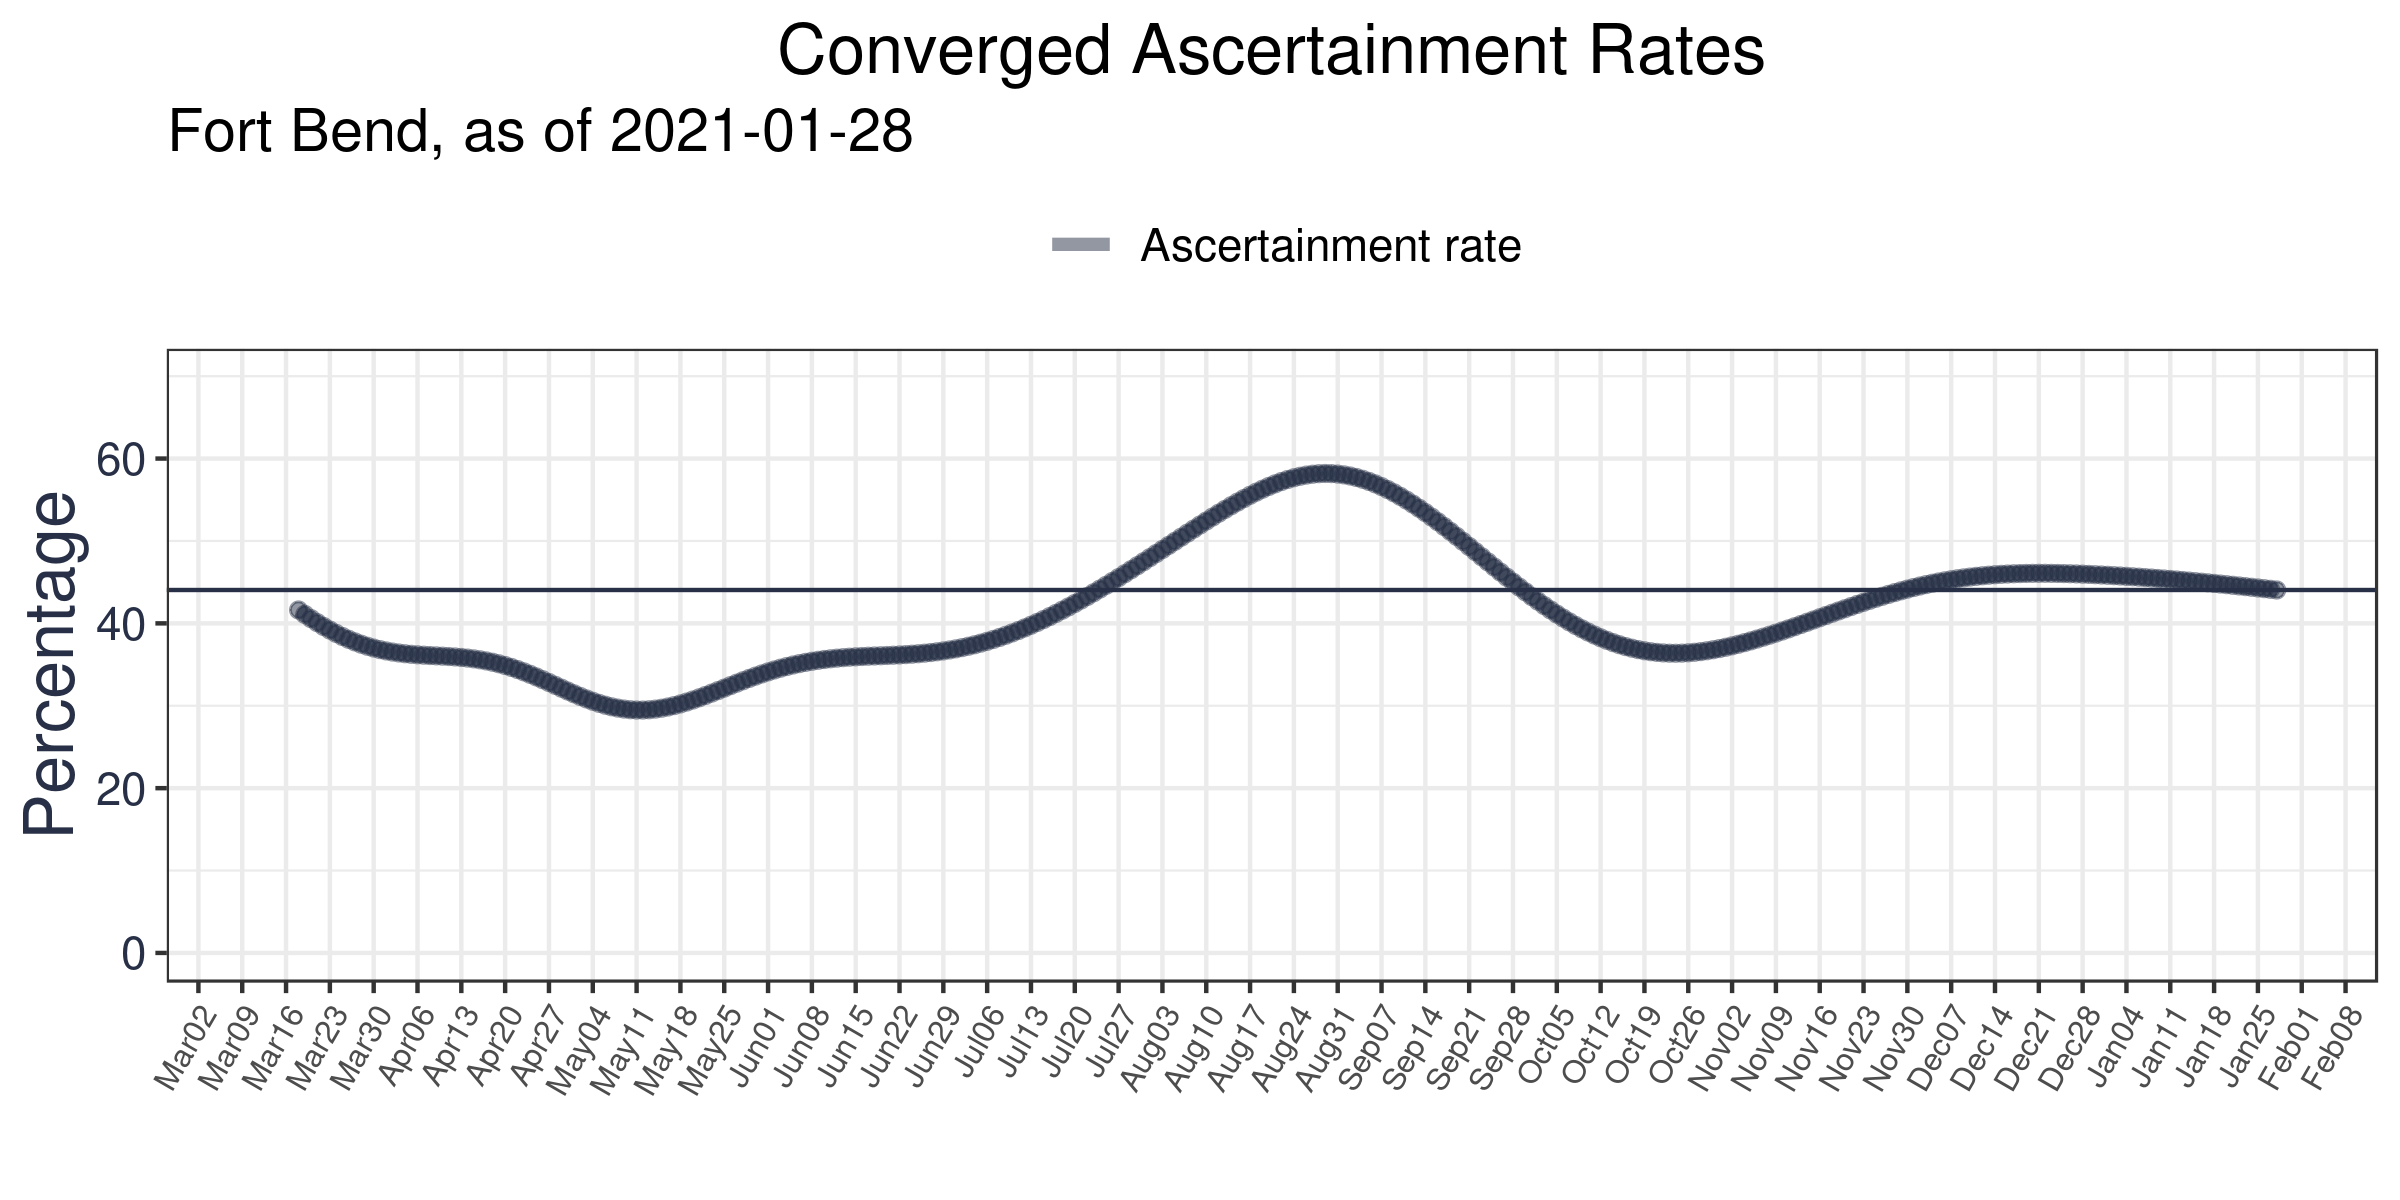 Converged Ascertainment Rates
Fort Bend, as of 2021-01-28
Ascertainment rate
Percentage
60
40
20
0
Mar02 Mar09 Mar16 Mar23 Mar30 Apr06 Apr13 Apr20 Apr27 May04 May11 May18 May25 Jun01 Jun08 Jun15 Jun22 Jun29 Jul06 Jul13 Jul20 Jul27 Aug03 Aug10 Aug17 Aug24 Aug31 Sep07 Sep14 Sep21 Sep28 Oct05 Oct12 Oct19 Oct26 Nov02 Nov09 Nov16 Nov23 Nov30 Dec07 Dec14 Dec21 Dec28 Jan04 Jan11 Jan18 Jan25 Feb01 Feb08